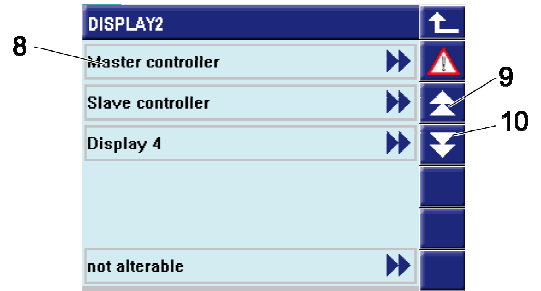 DISPLAY2
8
Master controller
9
Slave controller
10
Display 4
not alterable